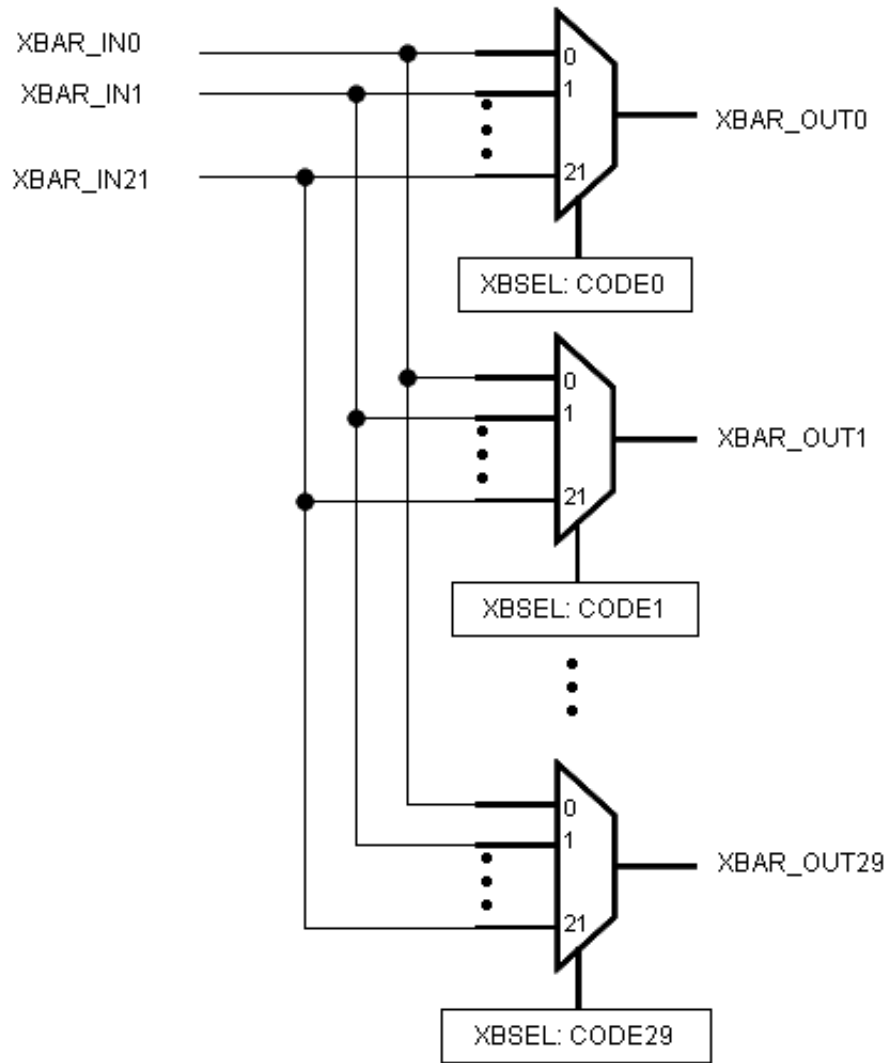 XBAR_IN0
0
XBAR_IN1
1
XBAR_OUT0
XBAR_IN21
21
XBSEL: CODE0
0
1
XBAR_OUT1
21
XBSEL: CODE1
0
1
XBAR_OUT29
21
XBSEL: CODE29